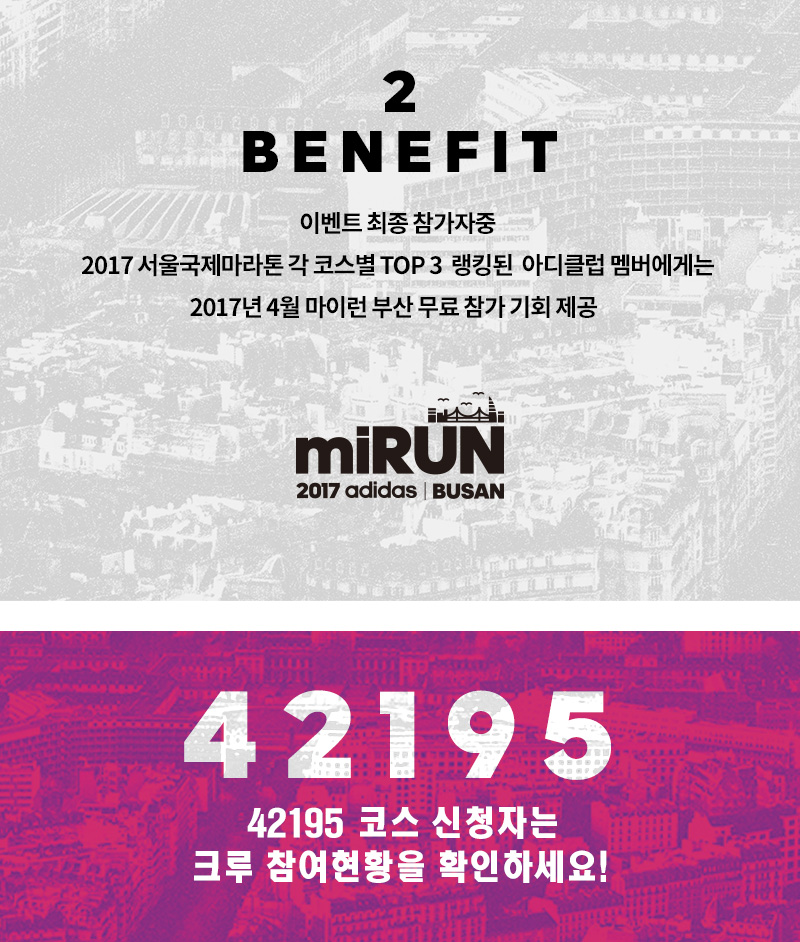 2
BENEFIT
이벤트 최종 참가자중
2017 서울국제마라톤 각 코스별 TOP 3 랭킹된 아디클럽 멤버에게는
2017년 4월 마이런 부산 무료 참가 기회 제공
miRUN
2017 adidas | BUSAN
42195
42195 코스 신청자는
크루 참여현황을 확인하세요!